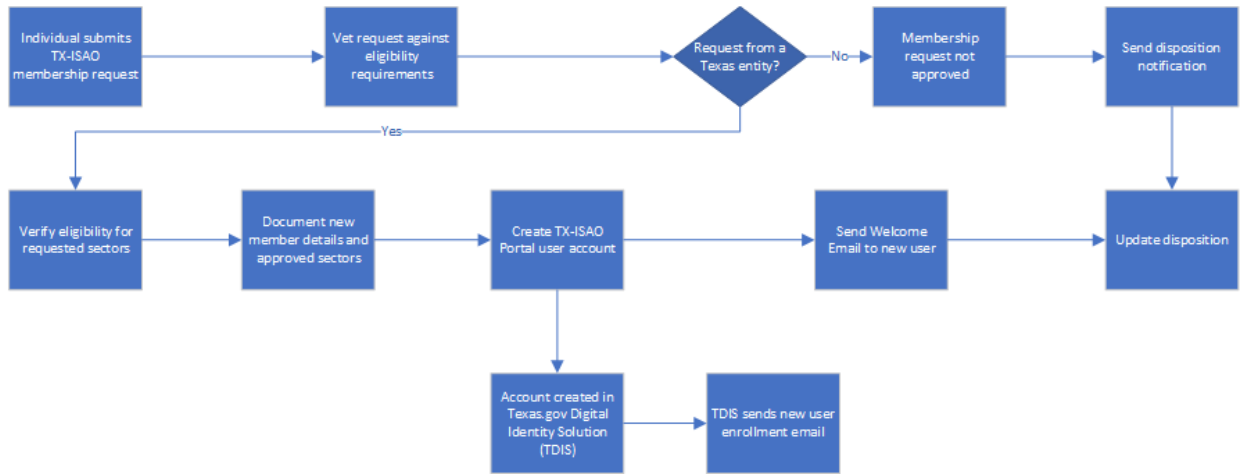 Individual submits
TX-ISAO
membership request
Vet request against
eligibility
requirements
Request from a
Texas entity?
No
Membership
request not
approved
Send disposition
notification
Yes
Verify eligibility for
requested sectors
Document new
member details and
approved sectors
Create TX-ISAO
Portal user account
Send Welcome
Email to new user
Update disposition
Account created in
Texas.gov Digital
Identity Solution
(TDIS)
TDIS sends new user
enrollment email